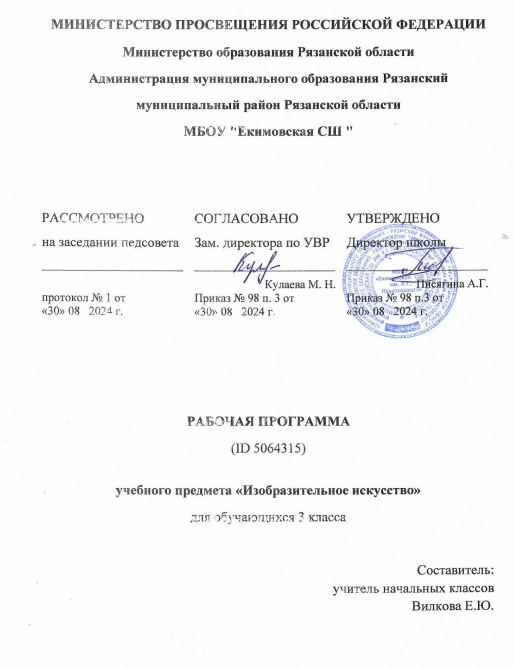 МИНИСТЕРСТВО ПРОСВЕЩЕНИЯ РОССИЙСКОЙ ФЕДЕРАЦИИ
Министерство образования Рязанской области
Администрация муниципального образования Рязанский
муниципальный район Рязанской области
МБОУ "Екимовская СШ "
РАССМОТРЕНО
на заседании педсовета
протокол № 1 от
«30» 08 2024 г.
СОГЛАСОВАНО
Зам. директора по УВР
Кулаева М. Н.
Приказ № 98 п. 3 от
«30» 08 2024 г.
УТВЕРЖДЕНО
Директор школы
Писягина А.Г.
Приказ № 98 п.3 от
«30» 08 2024 г.
РАБОЧАЯ ПРОГРАММА
(ID 5064315)
учебного предмета «Изобразительное искусство»
для обучающихся 3 класса
Составитель:
учитель начальных классов
Вилкова Е.Ю.